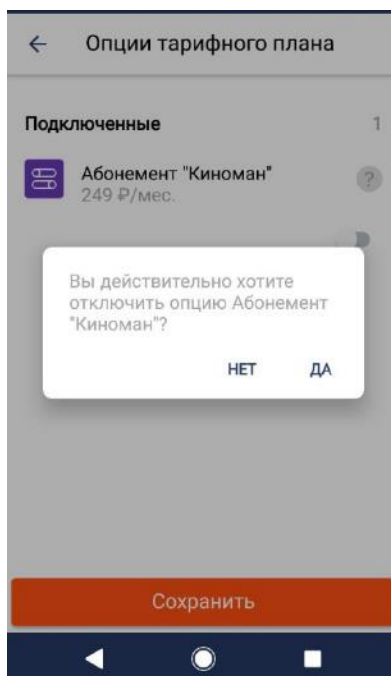 Опции тарифного плана
Подключенные 1
Абонемент "Киноман" ?
249 ₽/мес.
Вы действительно хотите
отключить опцию Абонемент
"Киноман"?
НЕТ ДА
Сохранить